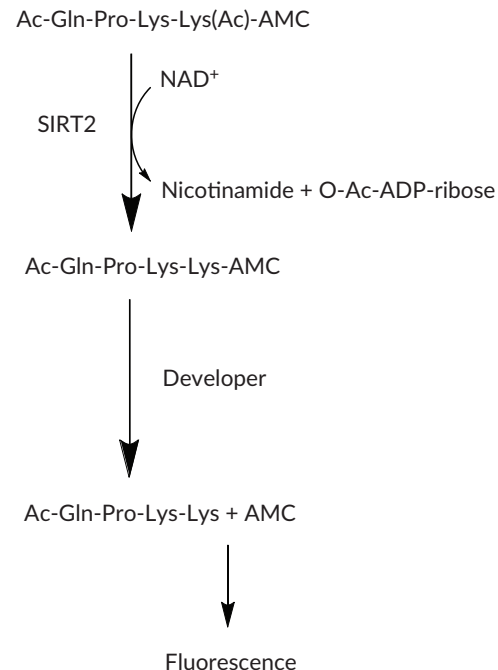 Ac-Gln-Pro-Lys-Lys(Ac)-AMC
NAD⁺
SIRT2
Nicotinamide + O-Ac-ADP-ribose
Ac-Gln-Pro-Lys-Lys-AMC
Developer
Ac-Gln-Pro-Lys-Lys + AMC
Fluorescence